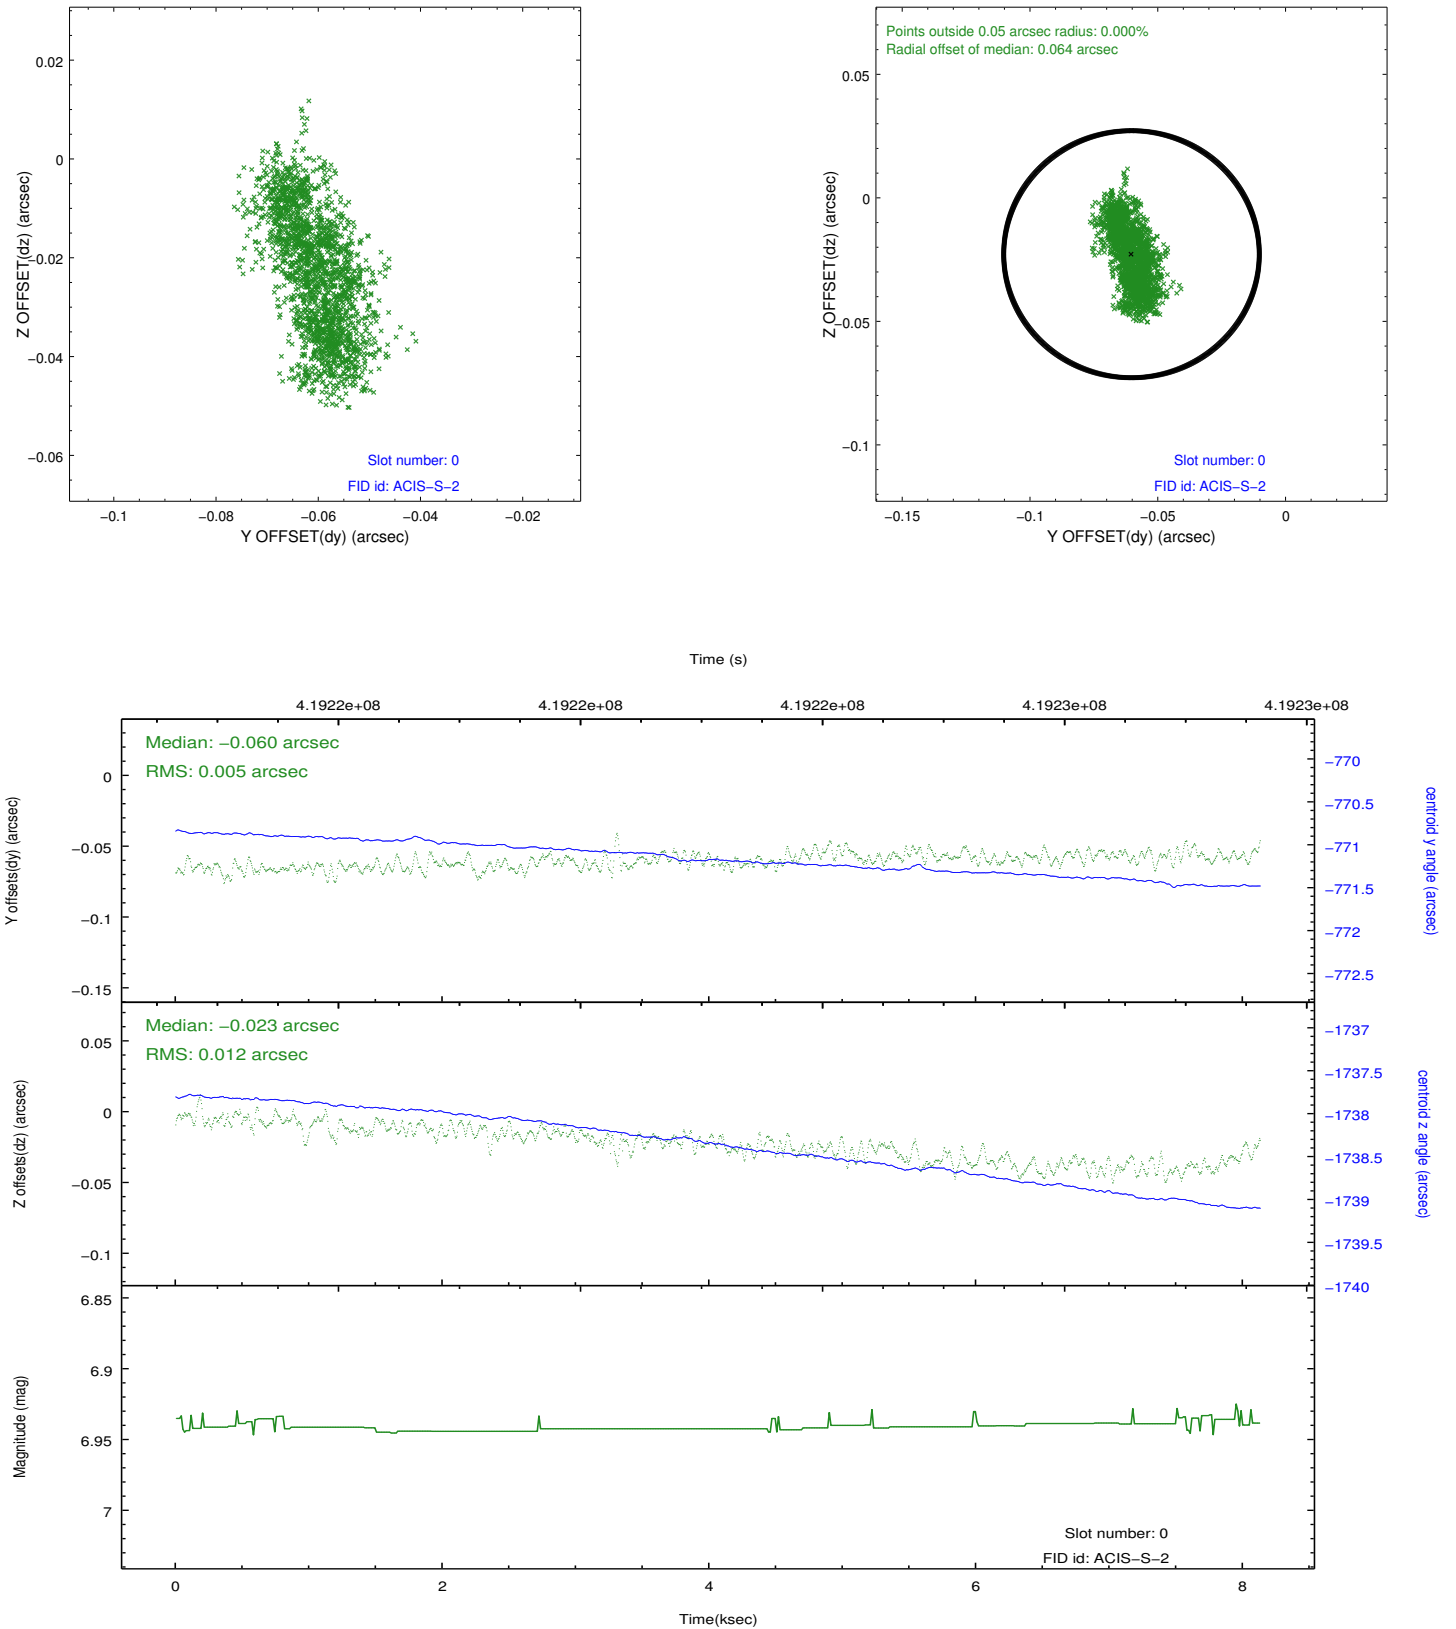 0.02
0
−0.02
−0.04
−0.06
Z OFFSET(dz) (arcsec)
Slot number: 0
FID id: ACIS−S−2
−0.1
−0.08
−0.06
−0.04
−0.02
Y OFFSET(dy) (arcsec)
Points outside 0.05 arcsec radius: 0.000%
Radial offset of median: 0.064 arcsec
0.05
0
−0.05
−0.1
Z OFFSET(dz) (arcsec)
Slot number: 0
FID id: ACIS−S−2
−0.15
−0.1
−0.05
0
Y OFFSET(dy) (arcsec)
Time (s)
4.1922e+08
4.1922e+08
4.1922e+08
4.1923e+08
4.1923e+08
Median: −0.060 arcsec
RMS: 0.005 arcsec
0
−0.05
−0.1
−0.15
Y offsets(dy) (arcsec)
−770
−770.5
−771
−771.5
−772
−772.5
centroid y angle (arcsec)
Median: −0.023 arcsec
RMS: 0.012 arcsec
0.05
0
−0.05
−0.1
Z offsets(dz) (arcsec)
−1737
−1737.5
−1738
−1738.5
−1739
−1739.5
−1740
centroid z angle (arcsec)
6.85
6.9
6.95
7
Magnitude (mag)
Slot number: 0
FID id: ACIS−S−2
0
2
4
6
8
Time(ksec)